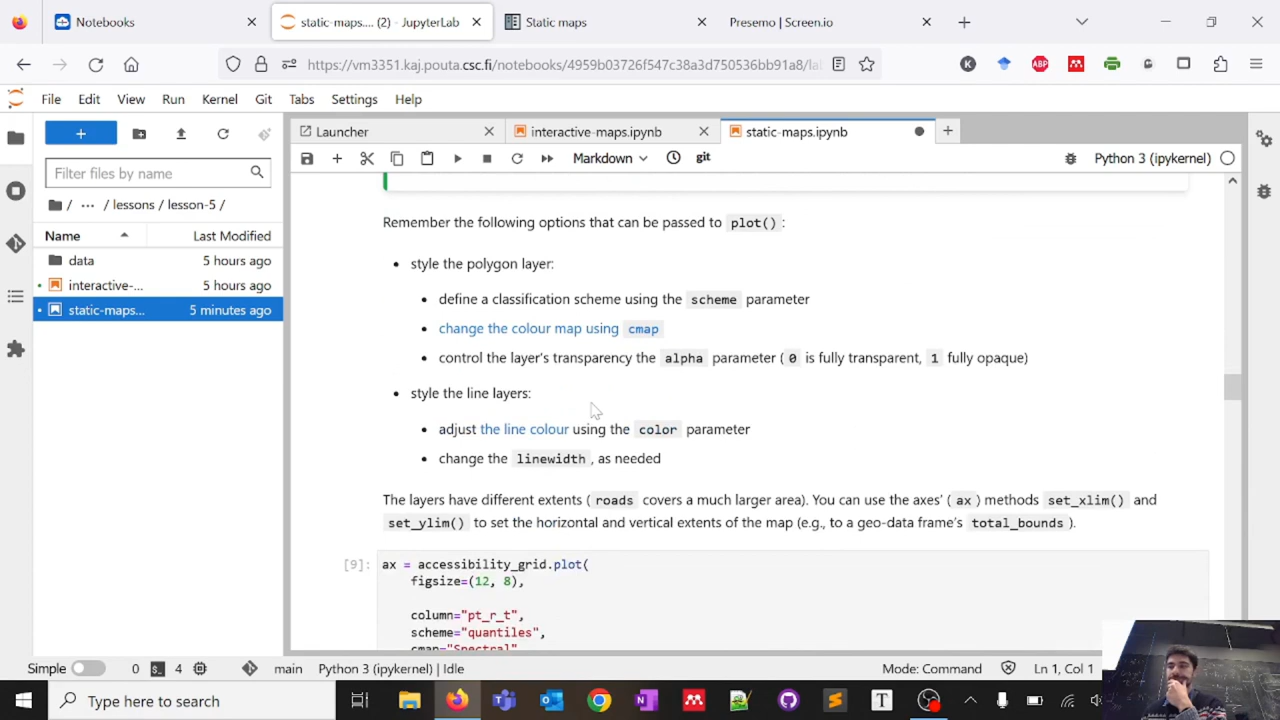 Notebooks
static-maps.... (2) - JupyterLab
Static maps
Presemo | Screen.io
https://vm3351.kaj.pouta.csc.fi/notebooks/4959b03726f547c38a3d750536bb91a8/la
K
ABP
File Edit View Run Kernel Git Tabs Settings Help
Launcher
interactive-maps.ipynb
static-maps.ipynb
Markdown
git
Python 3 (ipykernel)
Filter files by name
/ ... / lessons / lesson-5 /
Name Last Modified
data 5 hours ago
interactive-... 5 hours ago
static-maps... 5 minutes ago
Remember the following options that can be passed to plot() :
• style the polygon layer:
• define a classification scheme using the scheme parameter
• change the colour map using cmap
• control the layer's transparency the alpha parameter ( 0 is fully transparent, 1 fully opaque)
• style the line layers:
• adjust the line colour using the color parameter
• change the linewidth , as needed
The layers have different extents ( roads covers a much larger area). You can use the axes' ( ax ) methods set_xlim() and
set_ylim() to set the horizontal and vertical extents of the map (e.g., to a geo-data frame's total_bounds ).
[9]:
ax = accessibility_grid.plot(
figsize=(12, 8),
column="pt_r_t",
scheme="quantiles",
cmap="Spectral",
Simple 0 4 main Python 3 (ipykernel) | Idle
Mode: Command Ln 1, Col 1
Type here to search
T